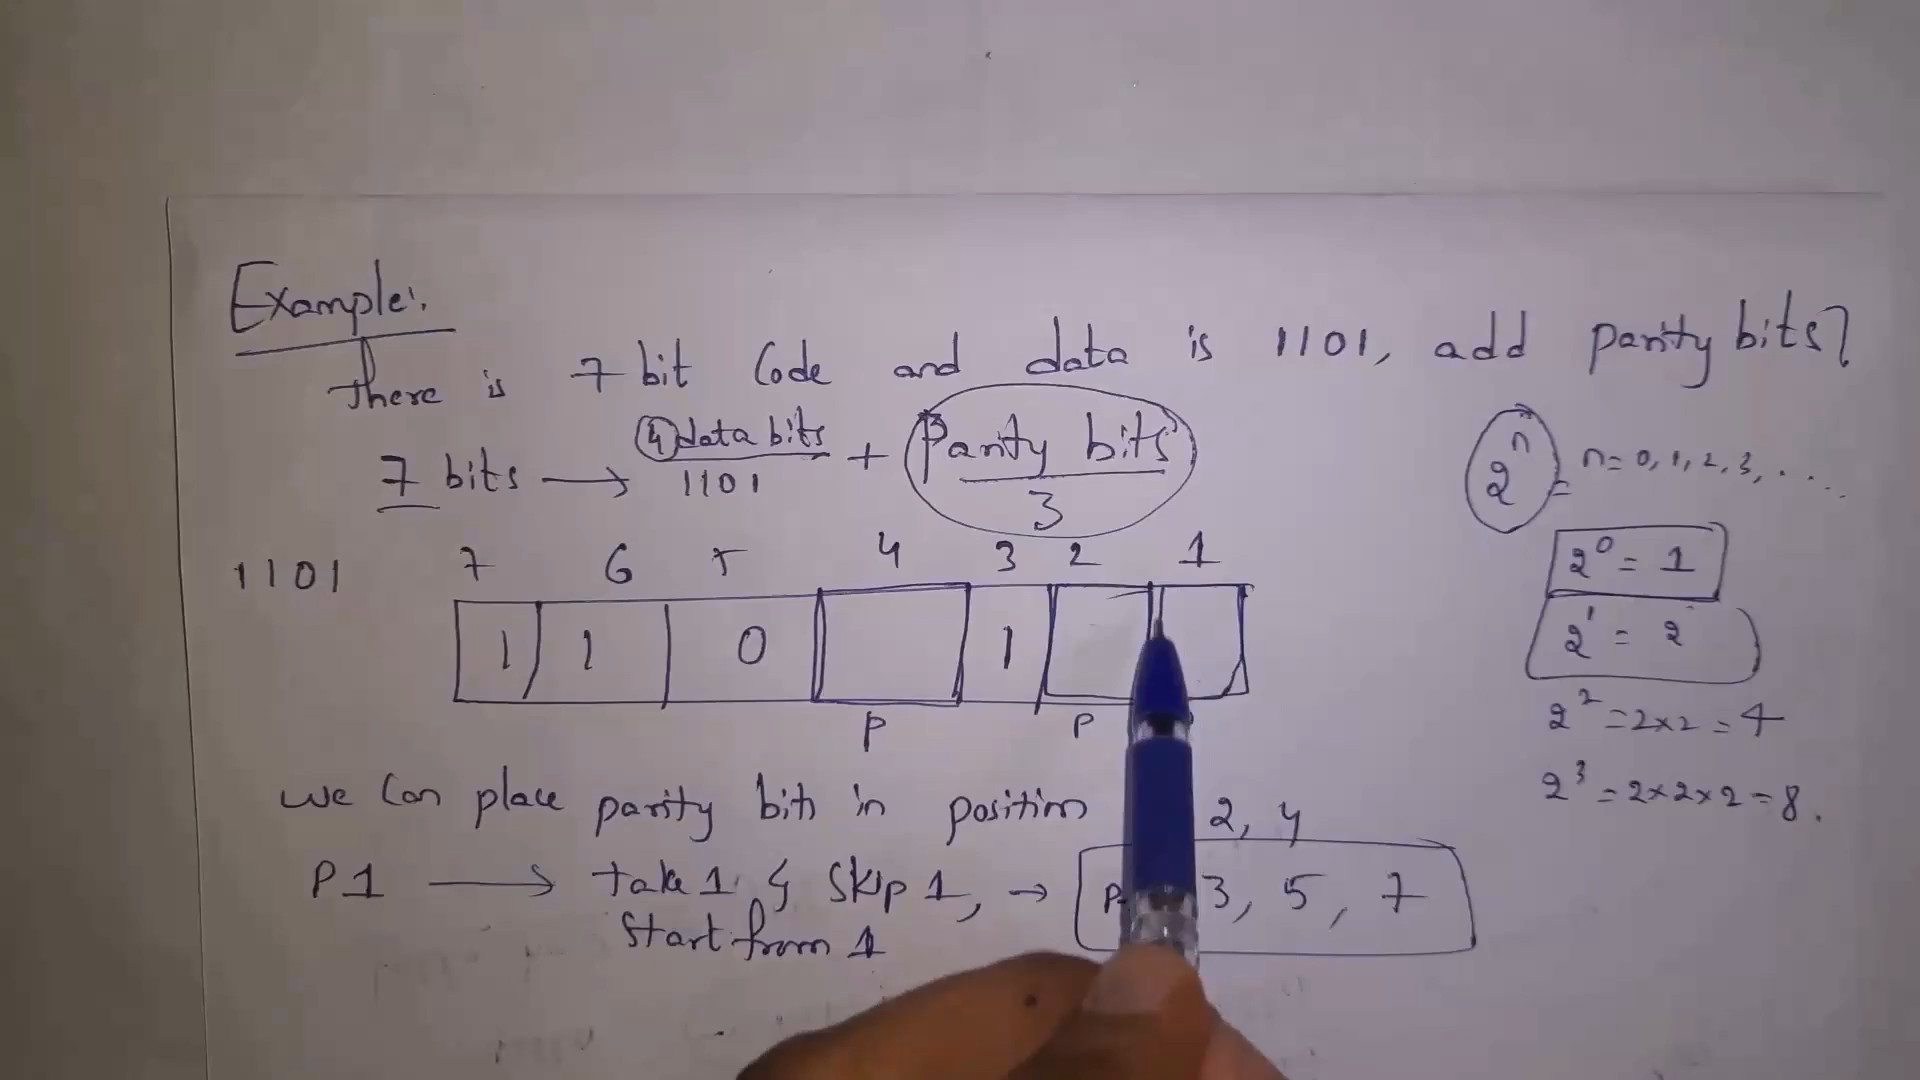 Example:
There is 7 bit Code and data is 1101, add parity bits?
7 bits → 4 data bits + Parity bits
1101 3
2^n = n = 0, 1, 2, 3, .....
2^0 = 1
2^1 = 2
2^2 = 2×2 = 4
2^3 = 2×2×2 = 8.
1101 7 6 5 4 3 2 1
1 1 0 1
P P
we can place parity bits in position 2, 4
P1 → take 1 & Skip 1, → 3, 5, 7
Start from 1